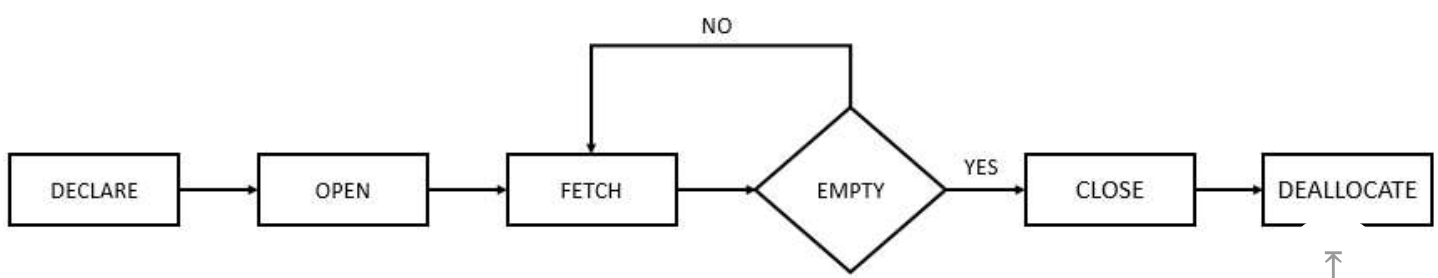 NO
DECLARE
OPEN
FETCH
EMPTY
YES
CLOSE
DEALLOCATE